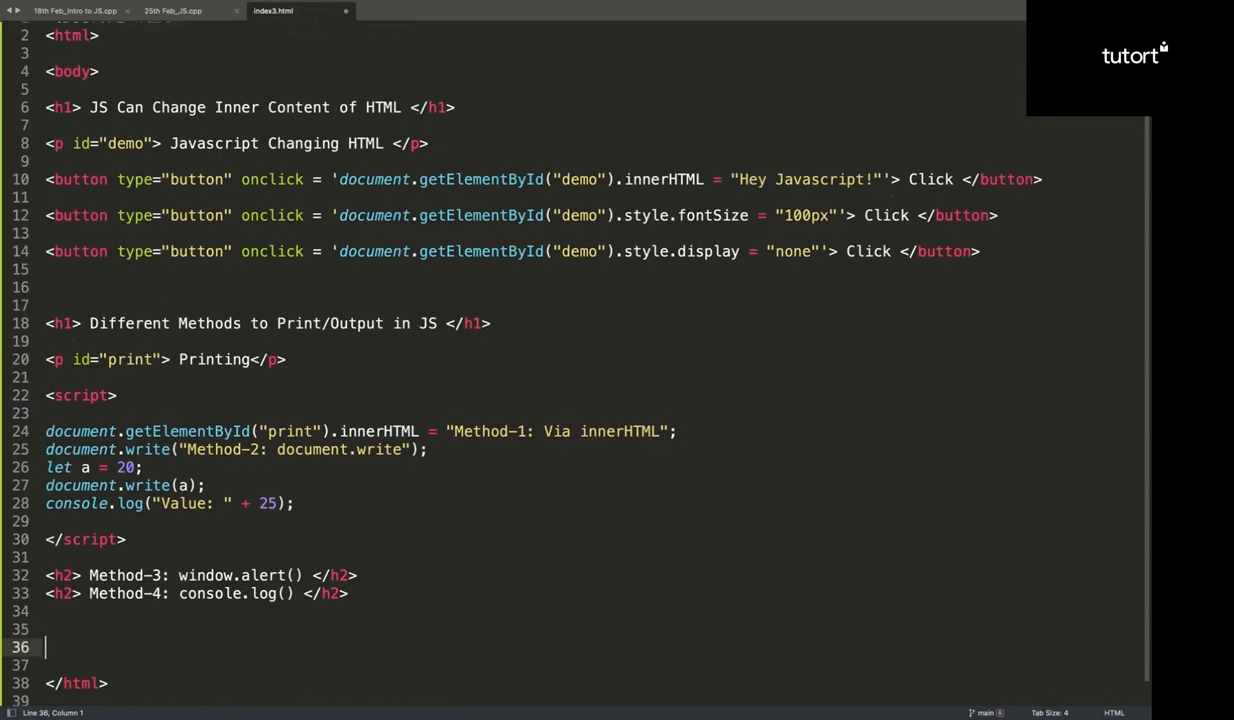 18th Feb_Intro to JS.cpp
25th Feb_JS.cpp
index3.html
tutort
2 <html>
3
4 <body>
5
6 <h1> JS Can Change Inner Content of HTML </h1>
7
8 <p id="demo"> Javascript Changing HTML </p>
9
10 <button type="button" onclick = 'document.getElementById("demo").innerHTML = "Hey Javascript!"'> Click </button>
11
12 <button type="button" onclick = 'document.getElementById("demo").style.fontSize = "100px"'> Click </button>
13
14 <button type="button" onclick = 'document.getElementById("demo").style.display = "none"'> Click </button>
15
16
17
18 <h1> Different Methods to Print/Output in JS </h1>
19
20 <p id="print"> Printing</p>
21
22 <script>
23
24 document.getElementById("print").innerHTML = "Method-1: Via innerHTML";
25 document.write("Method-2: document.write");
26 let a = 20;
27 document.write(a);
28 console.log("Value: " + 25);
29
30 </script>
31
32 <h2> Method-3: window.alert() </h2>
33 <h2> Method-4: console.log() </h2>
34
35
36
37
38 </html>
39
Line 36, Column 1
main 6
Tab Size: 4
HTML